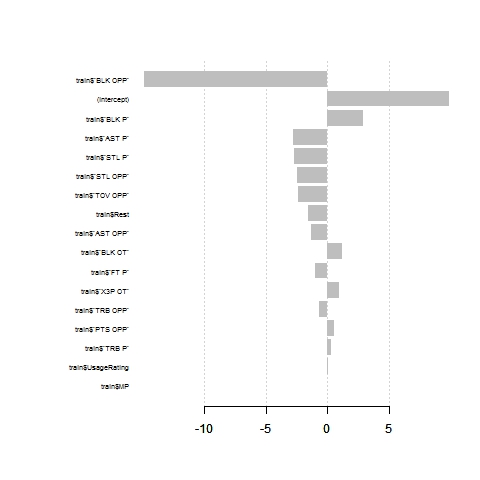 train$`BLK OPP`
(Intercept)
train$`BLK P`
train$`AST P`
train$`STL P`
train$`STL OPP`
train$`TOV OPP`
train$Rest
train$`AST OPP`
train$`BLK OT`
train$`FT P`
train$`X3P OT`
train$`TRB OPP`
train$`PTS OPP`
train$`TRB P`
train$UsageRating
train$MP
-10 -5 0 5